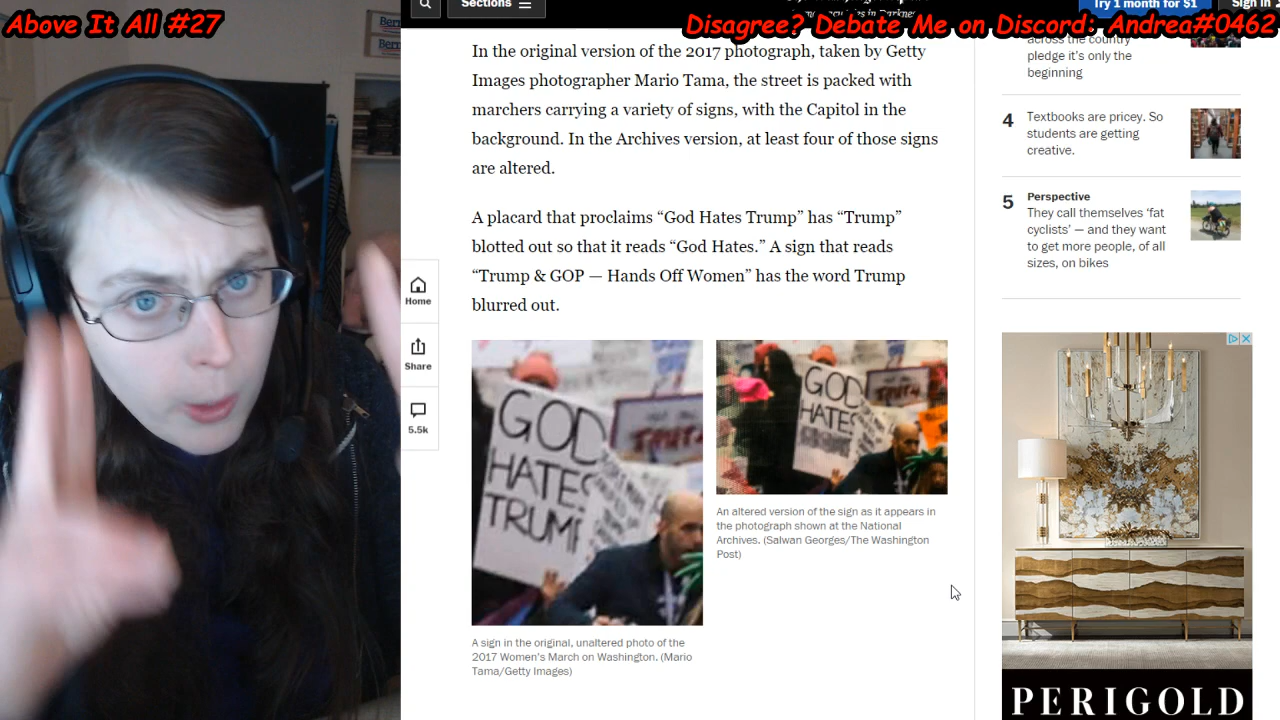 Above It All #27
Disagree? Debate Me on Discord: Andrea#0462
Sections
Try 1 month for $1
Sign in
In the original version of the 2017 photograph, taken by Getty
Images photographer Mario Tama, the street is packed with
marchers carrying a variety of signs, with the Capitol in the
background. In the Archives version, at least four of those signs
are altered.
A placard that proclaims “God Hates Trump” has “Trump”
blotted out so that it reads “God Hates.” A sign that reads
“Trump & GOP — Hands Off Women” has the word Trump
blurred out.
Home
Share
5.5k
GOD
HATES
TRUMP
A sign in the original, unaltered photo of the
2017 Women’s March on Washington. (Mario
Tama/Getty Images)
GOD
HATES
An altered version of the sign as it appears in
the photograph shown at the National
Archives. (Salwan Georges/The Washington
Post)
across the country
pledge it’s only the
beginning
4
Textbooks are pricey. So
students are getting
creative.
5
Perspective
They call themselves ‘fat
cyclists’ — and they want
to get more people, of all
sizes, on bikes
PERIGOLD